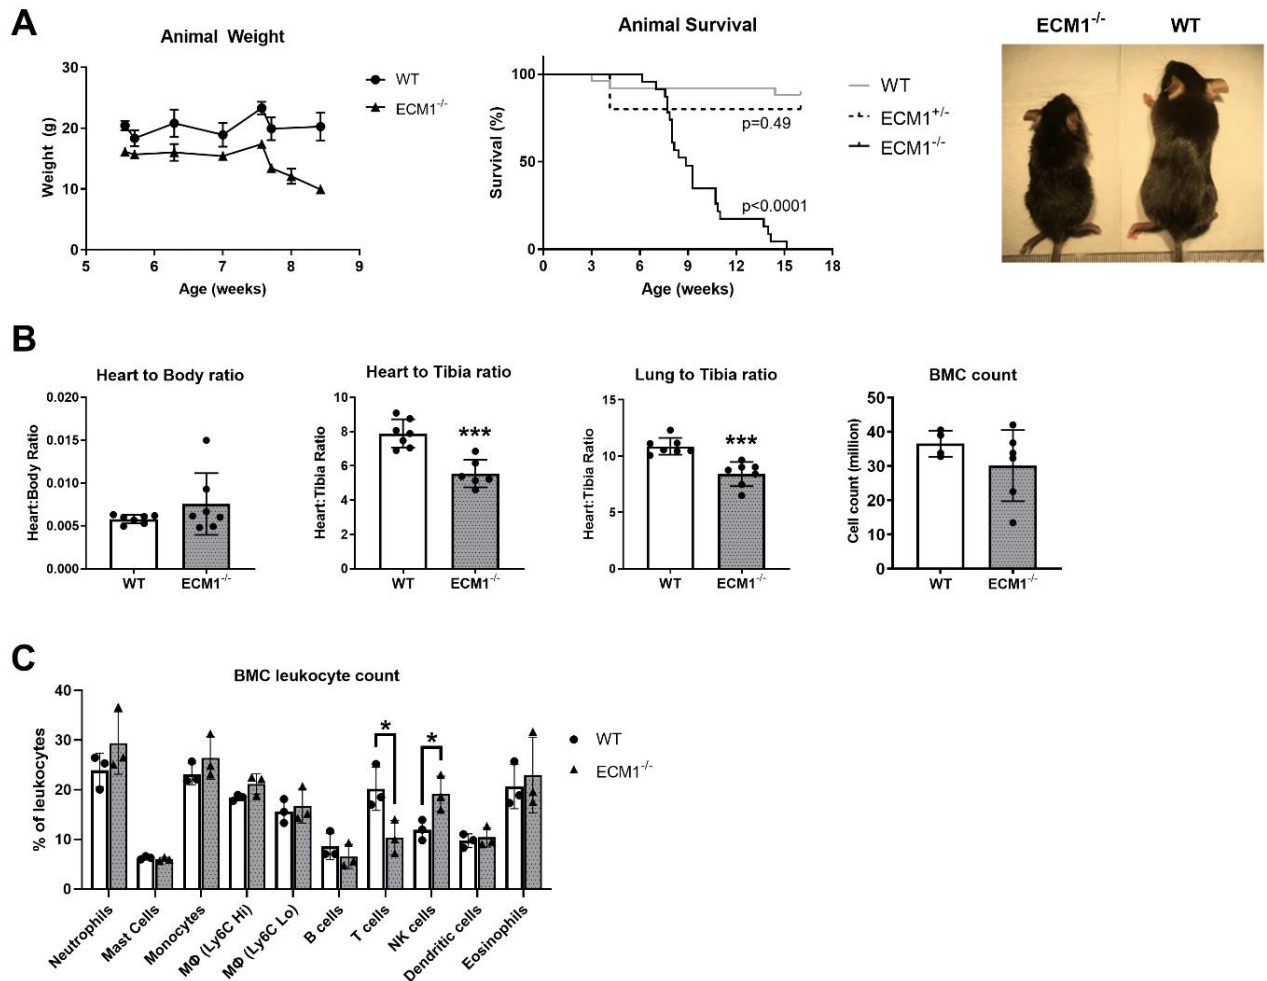 A
Animal Weight
Weight (g)
30
20
10
0
5 6 7 8 9
Age (weeks)
WT
ECM1-/-
Animal Survival
Survival (%)
100
50
0
0 3 6 9 12 15 18
Age (weeks)
p=0.49
p<0.0001
WT
ECM1+/-
ECM1-/-
ECM1-/- WT
B
Heart to Body ratio
Heart:Body Ratio
0.020
0.015
0.010
0.005
0.000
WT ECM1-/-
Heart to Tibia ratio
Heart:Tibia Ratio
10
8
6
4
2
0
***
WT ECM1-/-
Lung to Tibia ratio
Heart:Tibia Ratio
15
10
5
0
***
WT ECM1-/-
BMC count
Cell count (million)
50
40
30
20
10
0
WT ECM1-/-
C
BMC leukocyte count
% of leukocytes
40
30
20
10
0
*
*
WT
ECM1-/-
Neutrophils
Mast Cells
Monocytes
MΦ (Ly6C Hi)
MΦ (Ly6C Lo)
B cells
T cells
NK cells
Dendritic cells
Eosinophils